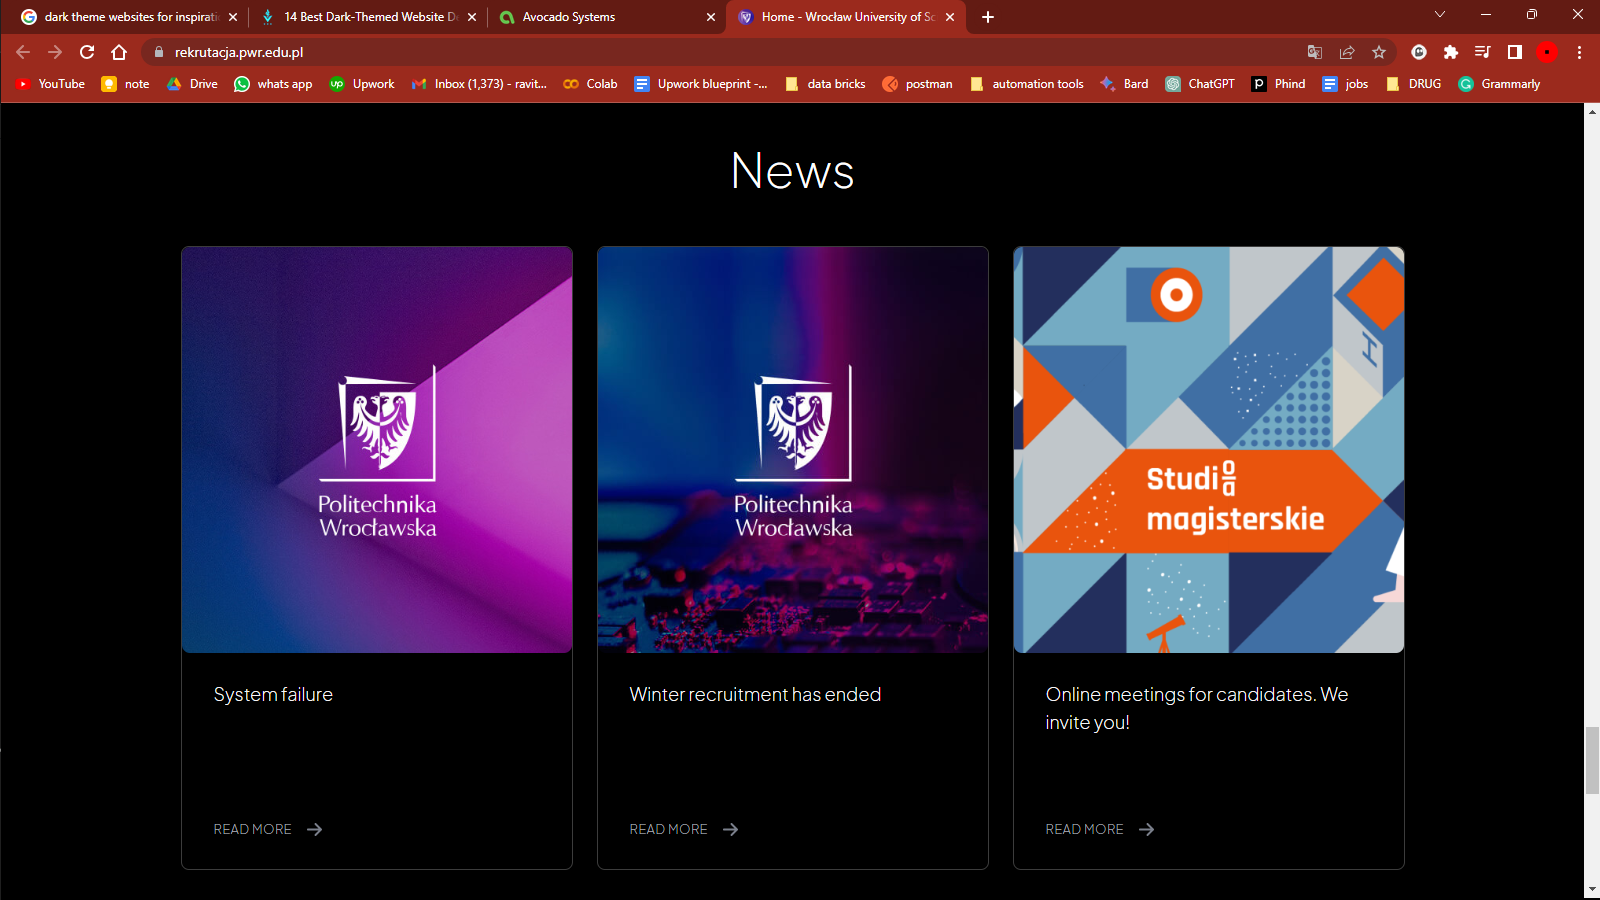 dark theme websites for inspirati
14 Best Dark-Themed Website D
Avocado Systems
Home - Wrocław University of Sc
rekrutacja.pwr.edu.pl
YouTube
note
Drive
whats app
up
Upwork
Inbox (1,373) - ravit...
Colab
Upwork blueprint -...
data bricks
postman
automation tools
Bard
ChatGPT
p
Phind
jobs
DRUG
G
Grammarly
News
Politechnika
Wrocławska
Politechnika
Wrocławska
H
Studioa
magisterskie
System failure
Winter recruitment has ended
Online meetings for candidates. We
invite you!
READ MORE
READ MORE
READ MORE